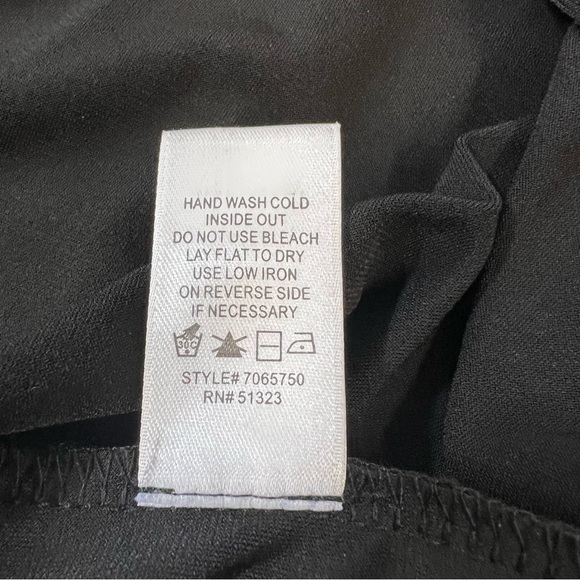 HAND WASH COLD
INSIDE OUT
DO NOT USE BLEACH
LAY FLAT TO DRY
USE LOW IRON
ON REVERSE SIDE
IF NECESSARY
30C
STYLE# 7065750
RN# 51323